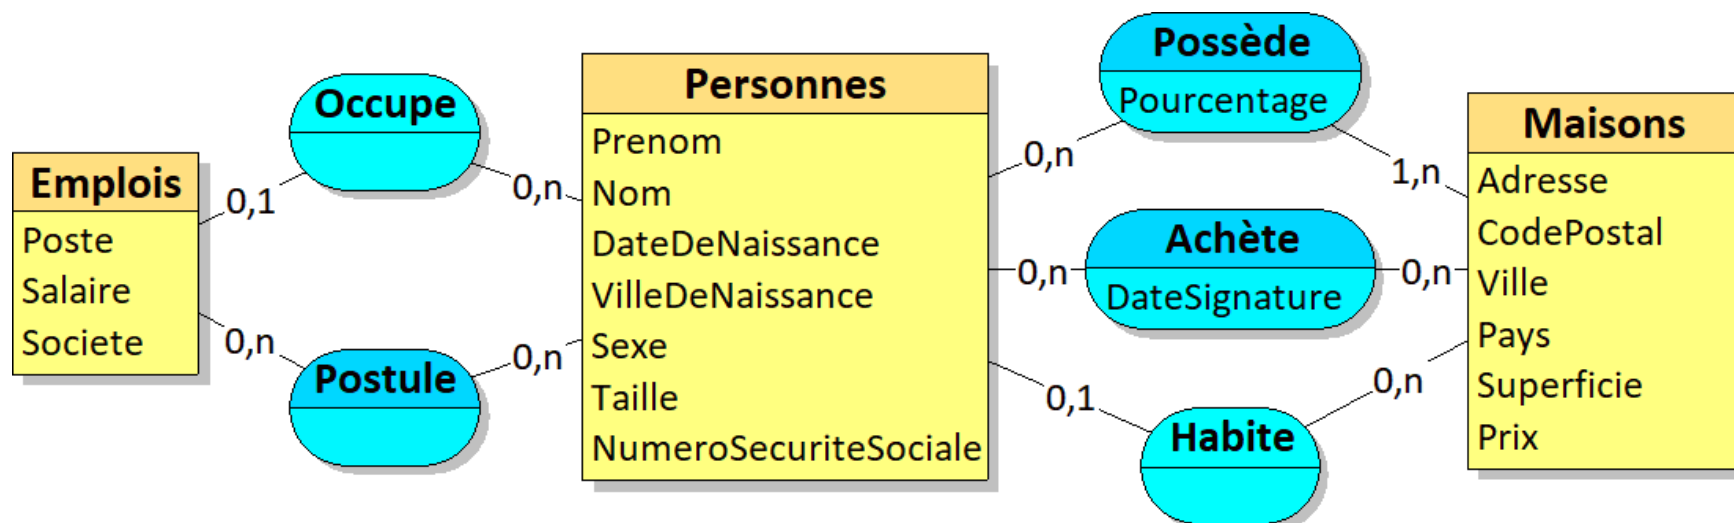 Emplois
Poste
Salaire
Societe
0,1
0,n
Occupe
Postule
0,n
0,n
Personnes
Prenom
Nom
DateDeNaissance
VilleDeNaissance
Sexe
Taille
NumeroSecuriteSociale
0,n
0,n
0,1
Possède
Pourcentage
Achète
DateSignature
Habite
1,n
0,n
0,n
Maisons
Adresse
CodePostal
Ville
Pays
Superficie
Prix